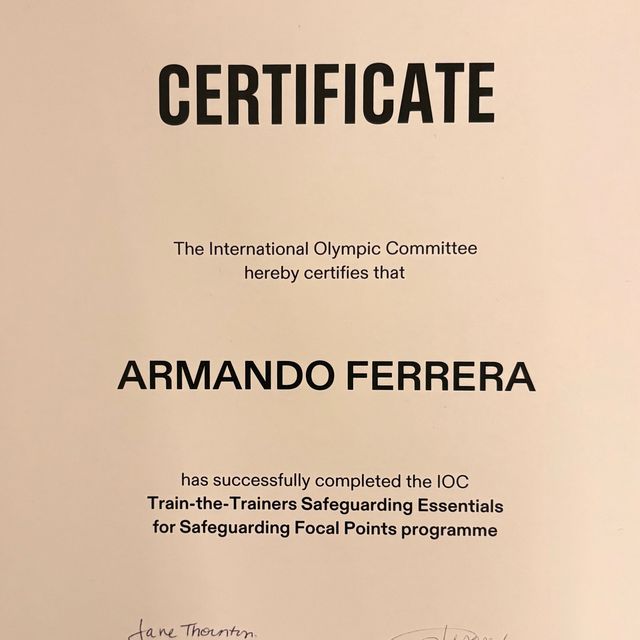 CERTIFICATE
The International Olympic Committee
hereby certifies that
ARMANDO FERRERA
has successfully completed the IOC
Train-the-Trainers Safeguarding Essentials
for Safeguarding Focal Points programme
Jane Thornton